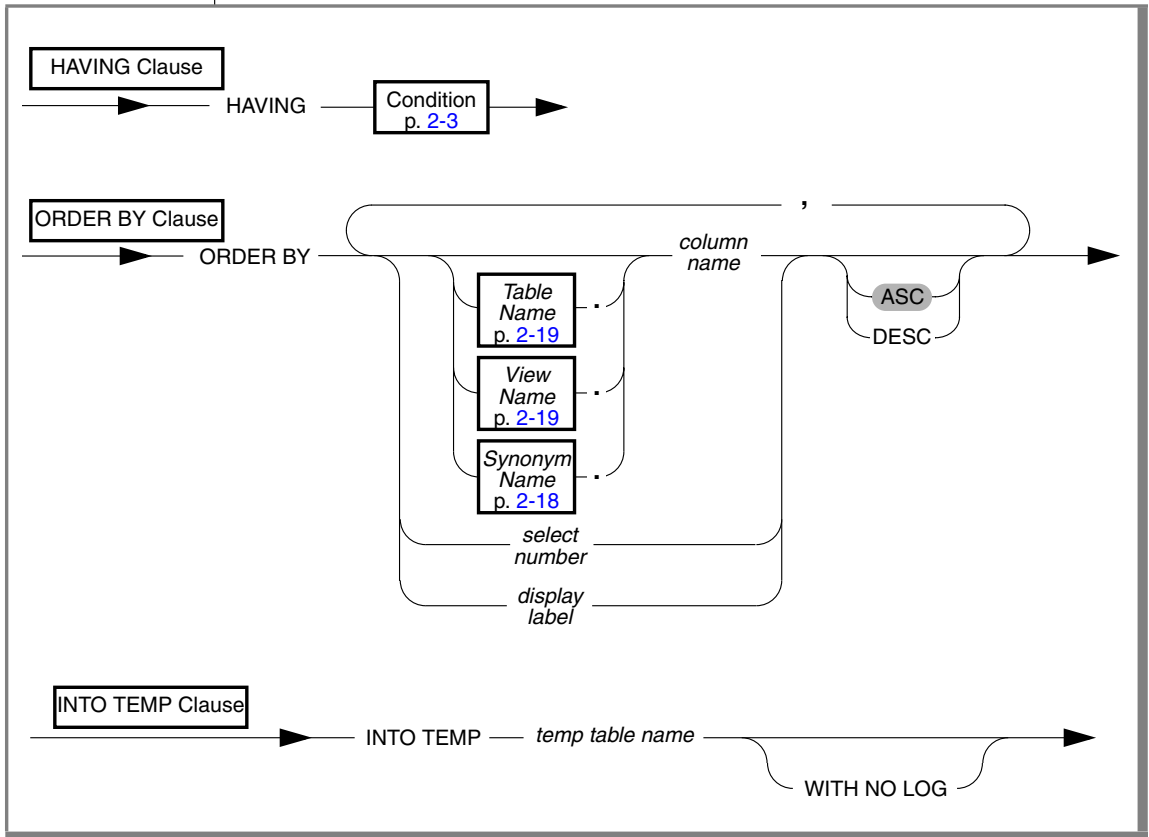 HAVING Clause
HAVING
Condition
p. 2-3
ORDER BY Clause
ORDER BY
,
column
name
Table
Name
p. 2-19
.
View
Name
p. 2-19
.
Synonym
Name
p. 2-18
.
select
number
display
label
ASC
DESC
INTO TEMP Clause
INTO TEMP
temp table name
WITH NO LOG